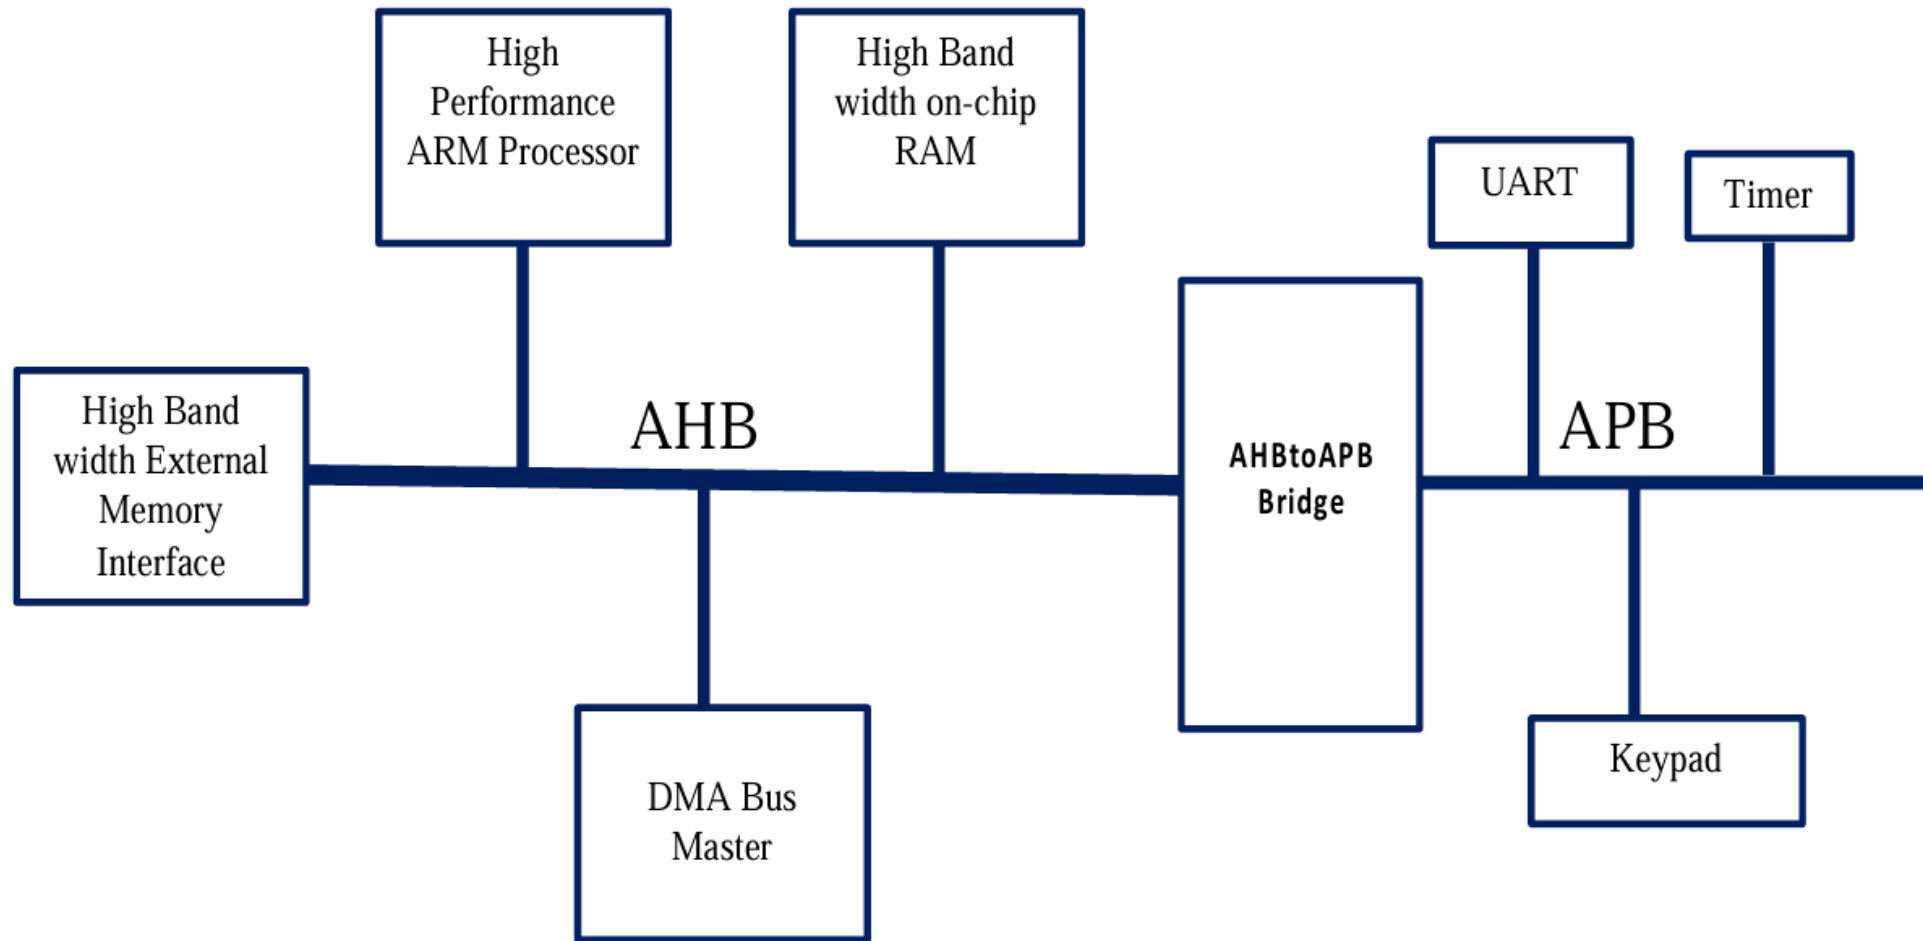 High
Performance
ARM Processor
High Band
width on-chip
RAM
UART
Timer
High Band
width External
Memory
Interface
AHB
AHBtoAPB
Bridge
APB
DMA Bus
Master
Keypad